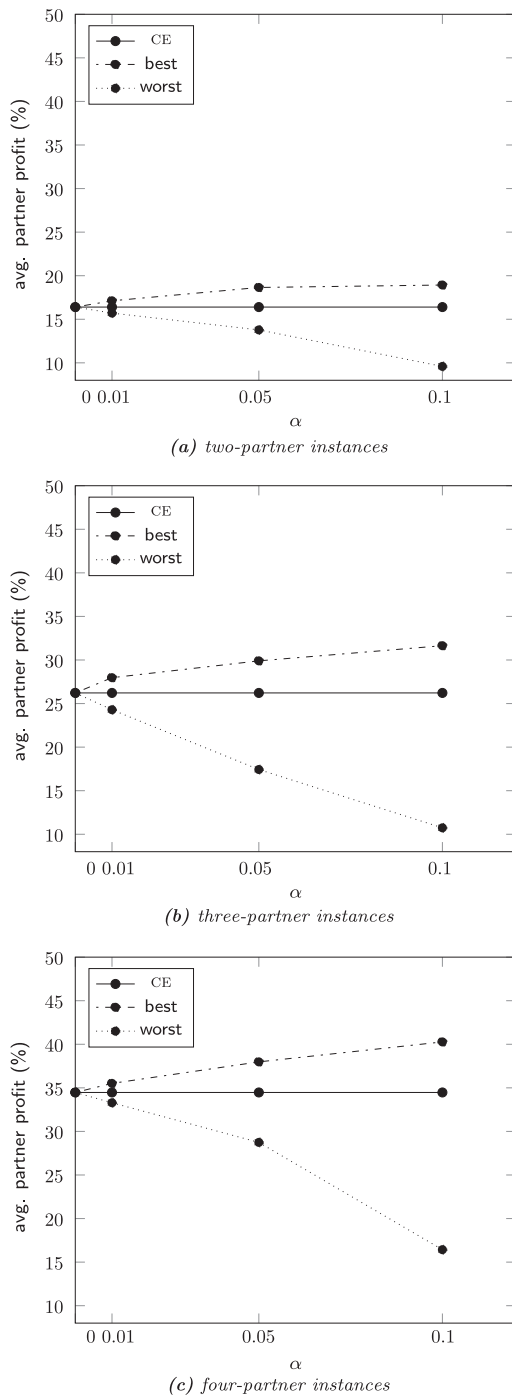 50
45
40
35
30
25
20
15
10
avg. partner profit (%)
CE
best
worst
0 0.01 0.05 0.1
α
(a) two-partner instances
50
45
40
35
30
25
20
15
10
avg. partner profit (%)
CE
best
worst
0 0.01 0.05 0.1
α
(b) three-partner instances
50
45
40
35
30
25
20
15
10
avg. partner profit (%)
CE
best
worst
0 0.01 0.05 0.1
α
(c) four-partner instances